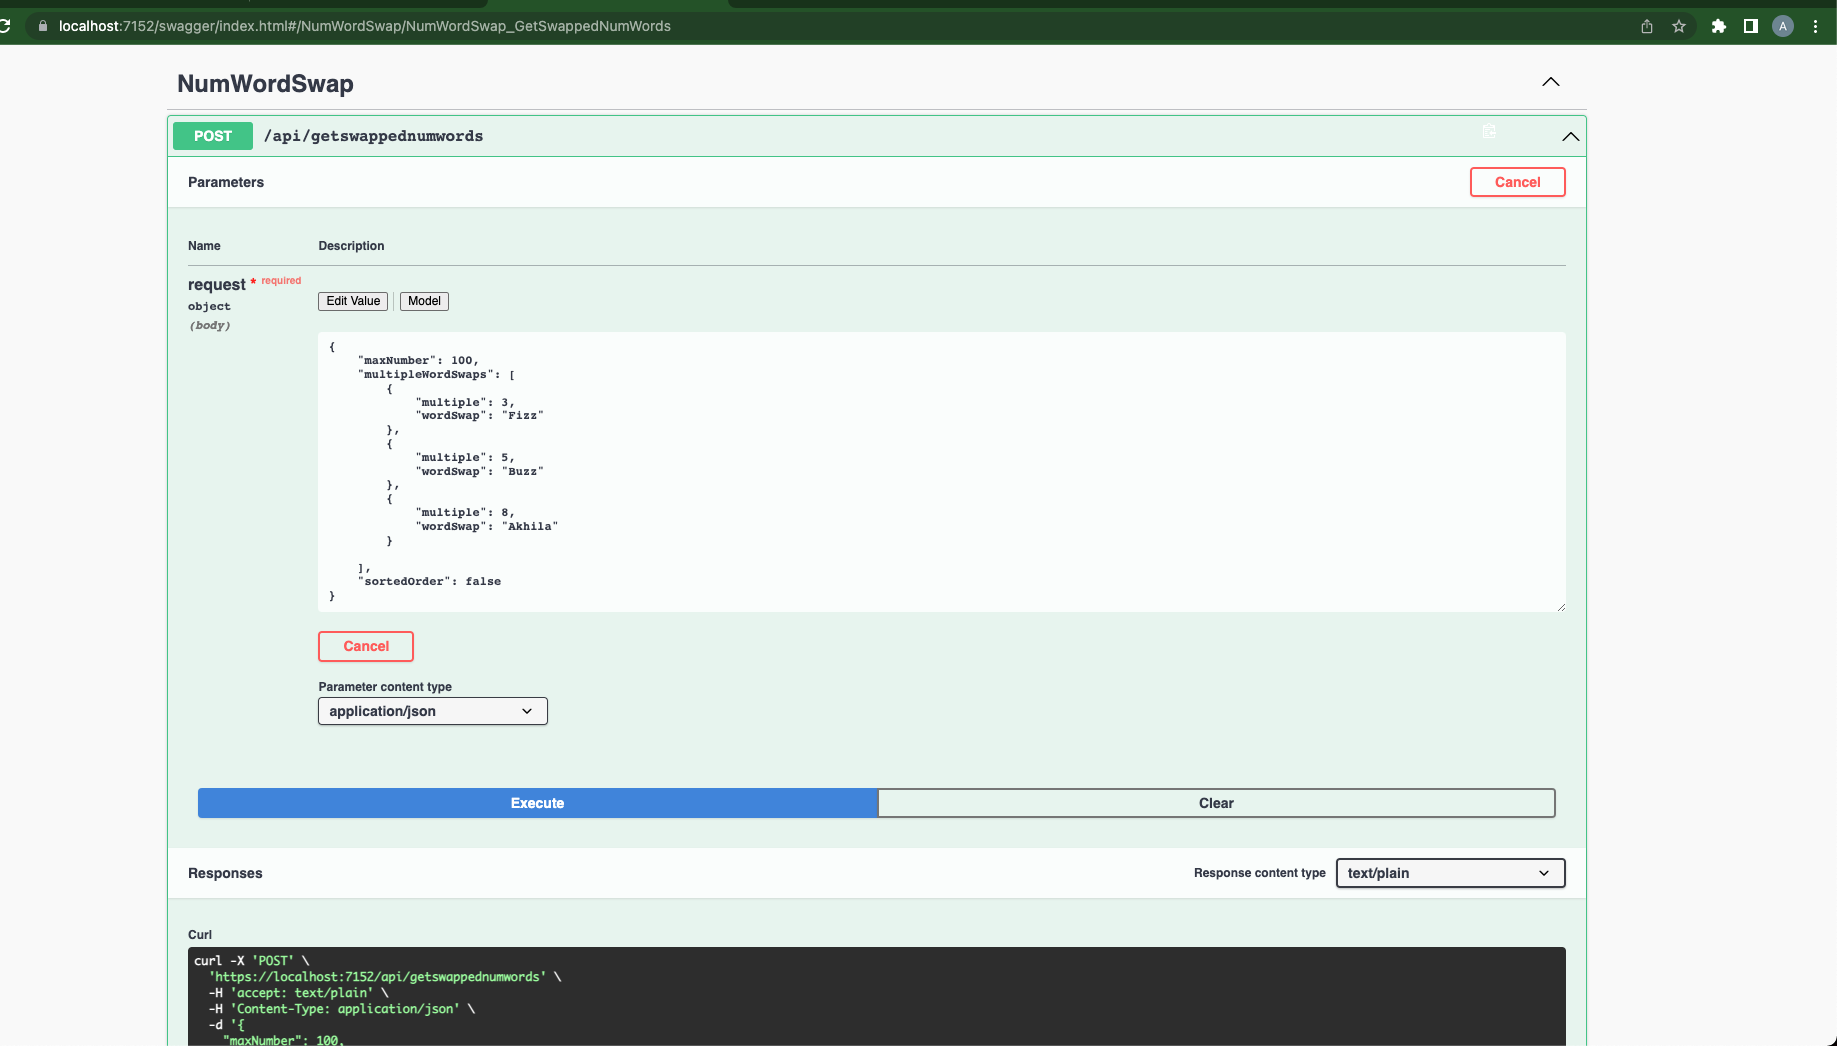 localhost:7152/swagger/index.html#/NumWordSwap/NumWordSwap_GetSwappedNumWords
A
NumWordSwap
POST /api/getswappednumwords
Parameters
Cancel
Name Description
request * required
object
(body)
Edit Value Model
{
    "maxNumber": 100,
    "multipleWordSwaps": [
        {
            "multiple": 3,
            "wordSwap": "Fizz"
        },
        {
            "multiple": 5,
            "wordSwap": "Buzz"
        },
        {
            "multiple": 8,
            "wordSwap": "Akhila"
        }

    ],
    "sortedOrder": false
}
Cancel
Parameter content type
application/json
Execute Clear
Responses
Response content type text/plain
Curl
curl -X 'POST' \
  'https://localhost:7152/api/getswappednumwords' \
  -H 'accept: text/plain' \
  -H 'Content-Type: application/json' \
  -d '{
    "maxNumber": 100,